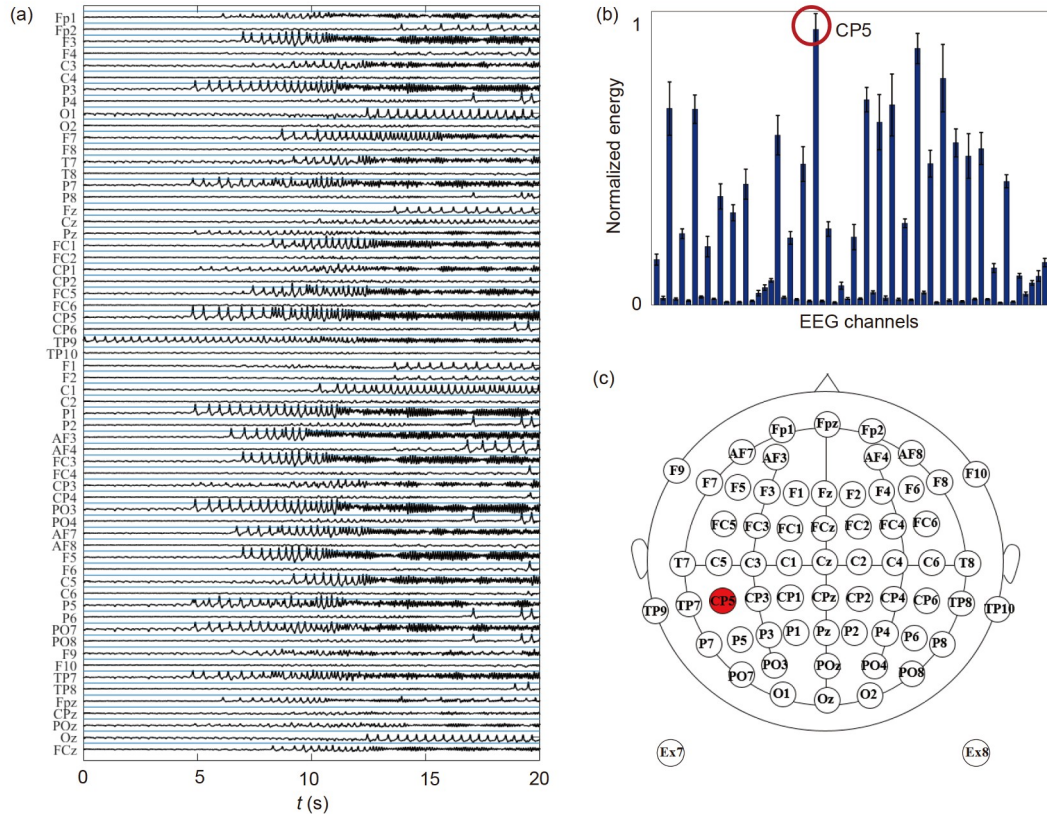 (a)
Fp1
Fp2
F3
F4
C3
C4
P3
P4
O1
O2
F7
F8
T7
T8
P7
P8
Fz
Cz
Pz
FC1
FC2
CP1
CP2
FC5
FC6
CP5
CP6
TP9
TP10
F1
F2
C1
C2
P1
P2
AF3
AF4
FC3
FC4
CP3
CP4
PO3
PO4
AF7
AF8
F5
F6
C5
C6
P5
P6
PO7
PO8
F9
F10
TP7
TP8
Fpz
CPz
POz
Oz
FCz
0 5 10 15 20
t (s)
(b)
1
CP5
Normalized energy
0
EEG channels
(c)
Fp1 Fpz Fp2
AF7 AF3 AF4 AF8
F9 F7 F5 F3 F1 Fz F2 F4 F6 F8 F10
FC5 FC3 FC1 FCz FC2 FC4 FC6
T7 C5 C3 C1 Cz C2 C4 C6 T8
TP9 TP7 CP5 CP3 CP1 CPz CP2 CP4 CP6 TP8 TP10
P7 P5 P3 P1 Pz P2 P4 P6 P8
PO7 PO3 POz PO4 PO8
O1 Oz O2
Ex7 Ex8